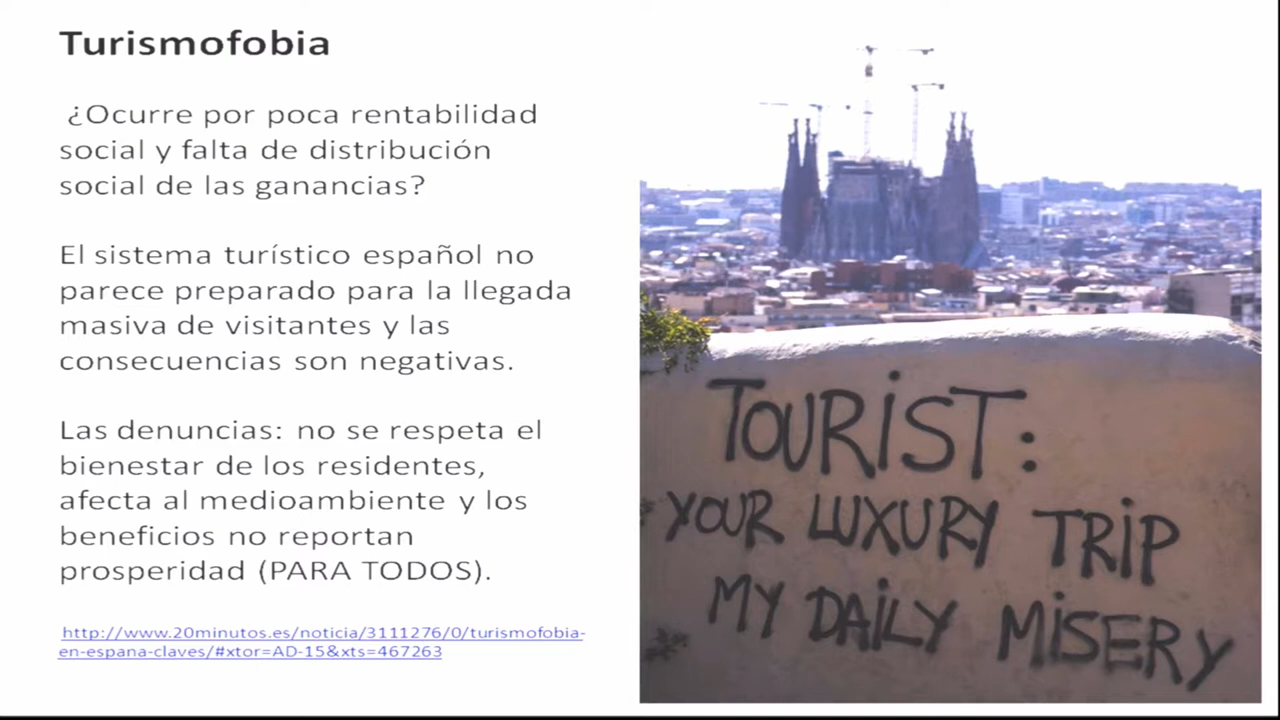 Turismofobia
¿Ocurre por poca rentabilidad
social y falta de distribución
social de las ganancias?
El sistema turístico español no
parece preparado para la llegada
masiva de visitantes y las
consecuencias son negativas.
Las denuncias: no se respeta el
bienestar de los residentes,
afecta al medioambiente y los
beneficios no reportan
prosperidad (PARA TODOS).
http://www.20minutos.es/noticia/3111276/0/turismofobia-
en-espana-claves/#xtor=AD-15&xts=467263
TOURiST:
YOUR LUXURY TRiP
MY DAiLY MiSERY